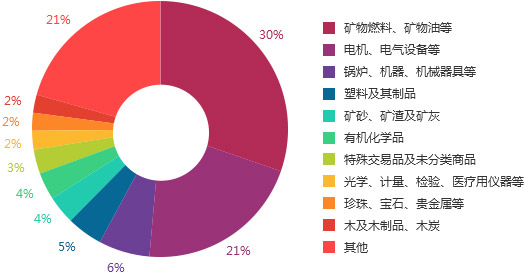 21%
30%
2%
2%
2%
3%
4%
4%
5%
6%
21%
矿物燃料、矿物油等
电机、电气设备等
锅炉、机器、机械器具等
塑料及其制品
矿砂、矿渣及矿灰
有机化学品
特殊交易品及未分类商品
光学、计量、检验、医疗用仪器等
珍珠、宝石、贵金属等
木及木制品、木炭
其他